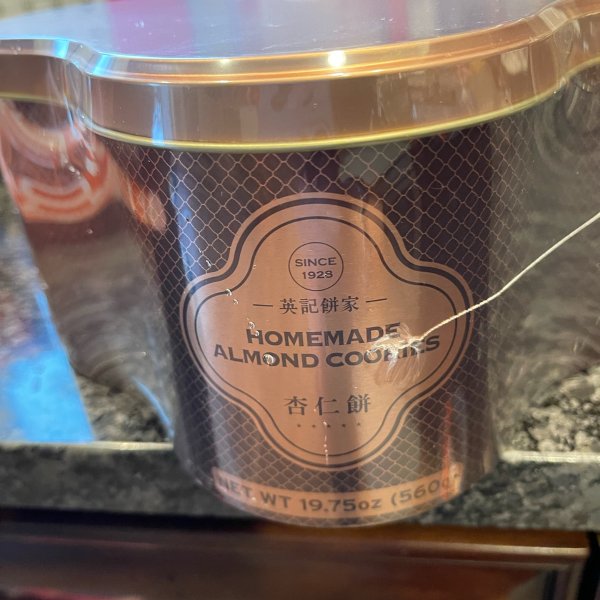 SINCE
1923
英記餅家
HOMEMADE
ALMOND COOKIES
杏仁餅
NET WT 19.75oz (560g)